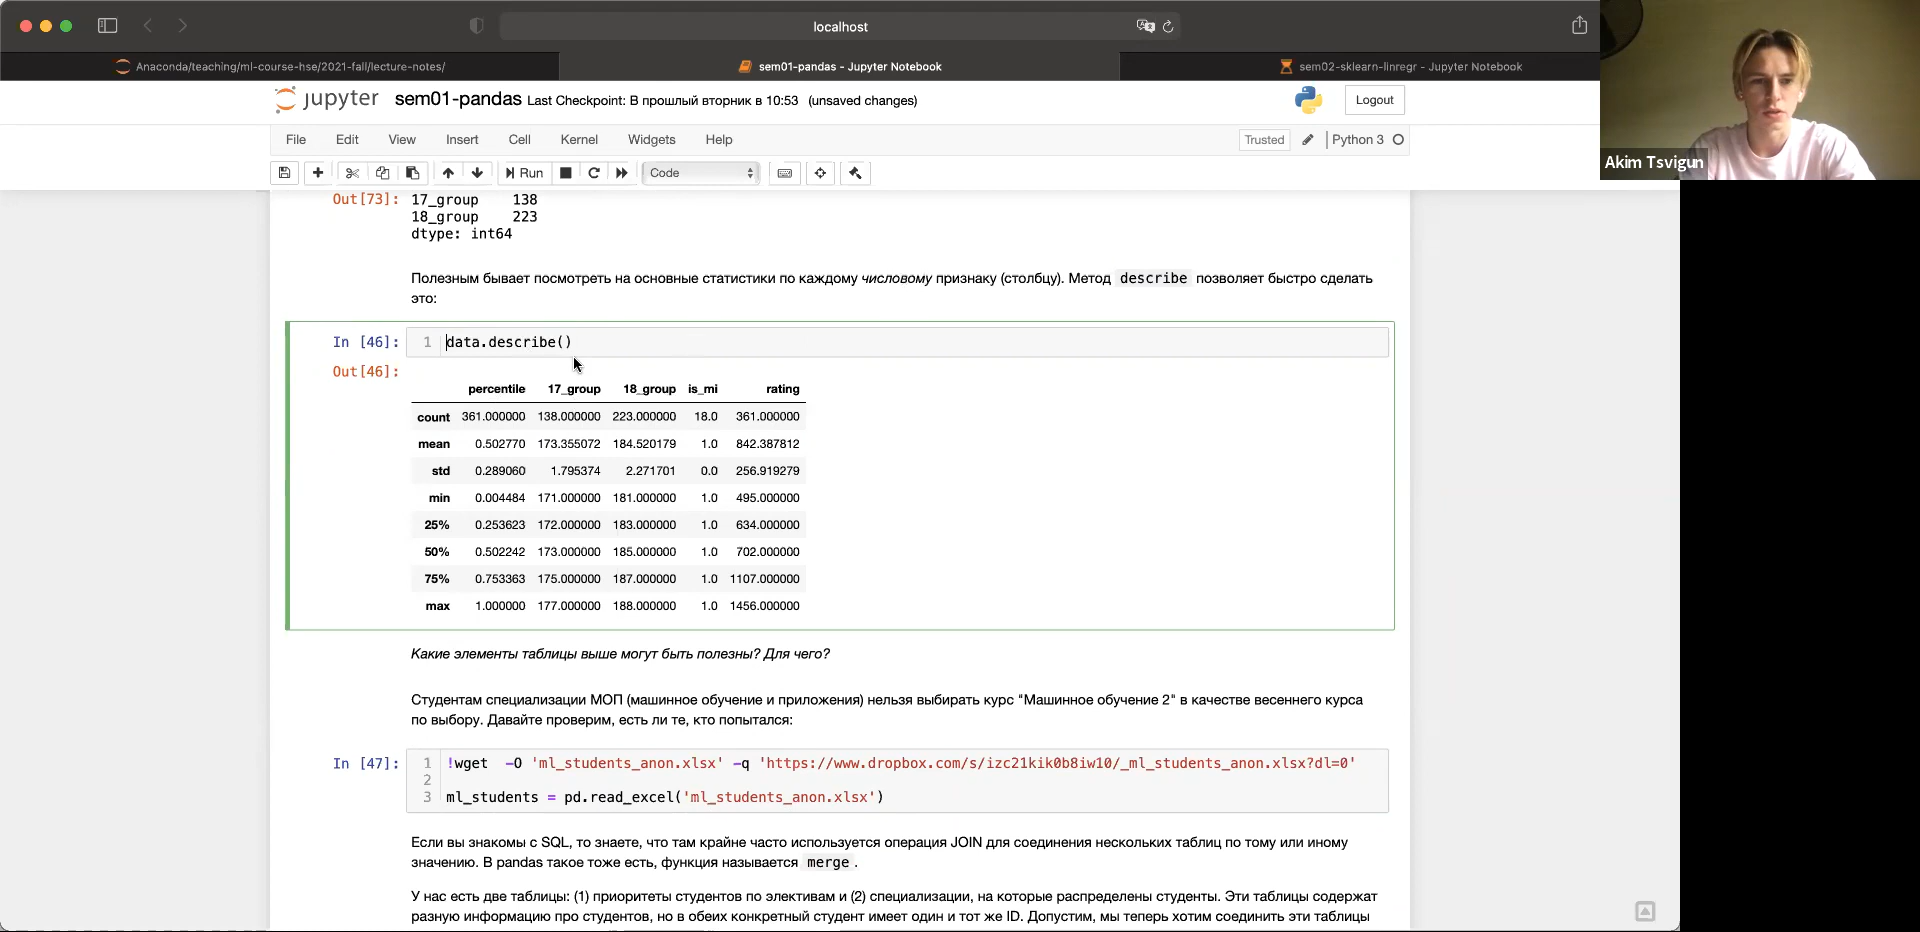 localhost
Anaconda/teaching/ml-course-hse/2021-fall/lecture-notes/
sem01-pandas - Jupyter Notebook
sem02-sklearn-linregr - Jupyter Notebook
jupyter sem01-pandas Last Checkpoint: В прошлый вторник в 10:53 (unsaved changes)
Logout
Akim Tsvigun
File Edit View Insert Cell Kernel Widgets Help
Trusted Python 3
Run Code
Out[73]: 17_group 138
18_group 223
dtype: int64
Полезным бывает посмотреть на основные статистики по каждому числовому признаку (столбцу). Метод describe позволяет быстро сделать
это:
In [46]: 1 data.describe()
Out[46]:
percentile 17_group 18_group is_mi rating
count 361.000000 138.000000 223.000000 18.0 361.000000
mean 0.502770 173.355072 184.520179 1.0 842.387812
std 0.289060 1.795374 2.271701 0.0 256.919279
min 0.004484 171.000000 181.000000 1.0 495.000000
25% 0.253623 172.000000 183.000000 1.0 634.000000
50% 0.502242 173.000000 185.000000 1.0 702.000000
75% 0.753363 175.000000 187.000000 1.0 1107.000000
max 1.000000 177.000000 188.000000 1.0 1456.000000
Какие элементы таблицы выше могут быть полезны? Для чего?
Студентам специализации МОП (машинное обучение и приложения) нельзя выбирать курс "Машинное обучение 2" в качестве весеннего курса
по выбору. Давайте проверим, есть ли те, кто попытался:
In [47]: 1 !wget -O 'ml_students_anon.xlsx' -q 'https://www.dropbox.com/s/izc21kik0b8iw10/_ml_students_anon.xlsx?dl=0'
2
3 ml_students = pd.read_excel('ml_students_anon.xlsx')
Если вы знакомы с SQL, то знаете, что там крайне часто используется операция JOIN для соединения нескольких таблиц по тому или иному
значению. В pandas такое тоже есть, функция называется merge .
У нас есть две таблицы: (1) приоритеты студентов по элективам и (2) специализации, на которые распределены студенты. Эти таблицы содержат
разную информацию про студентов, но в обеих конкретный студент имеет один и тот же ID. Допустим, мы теперь хотим соединить эти таблицы